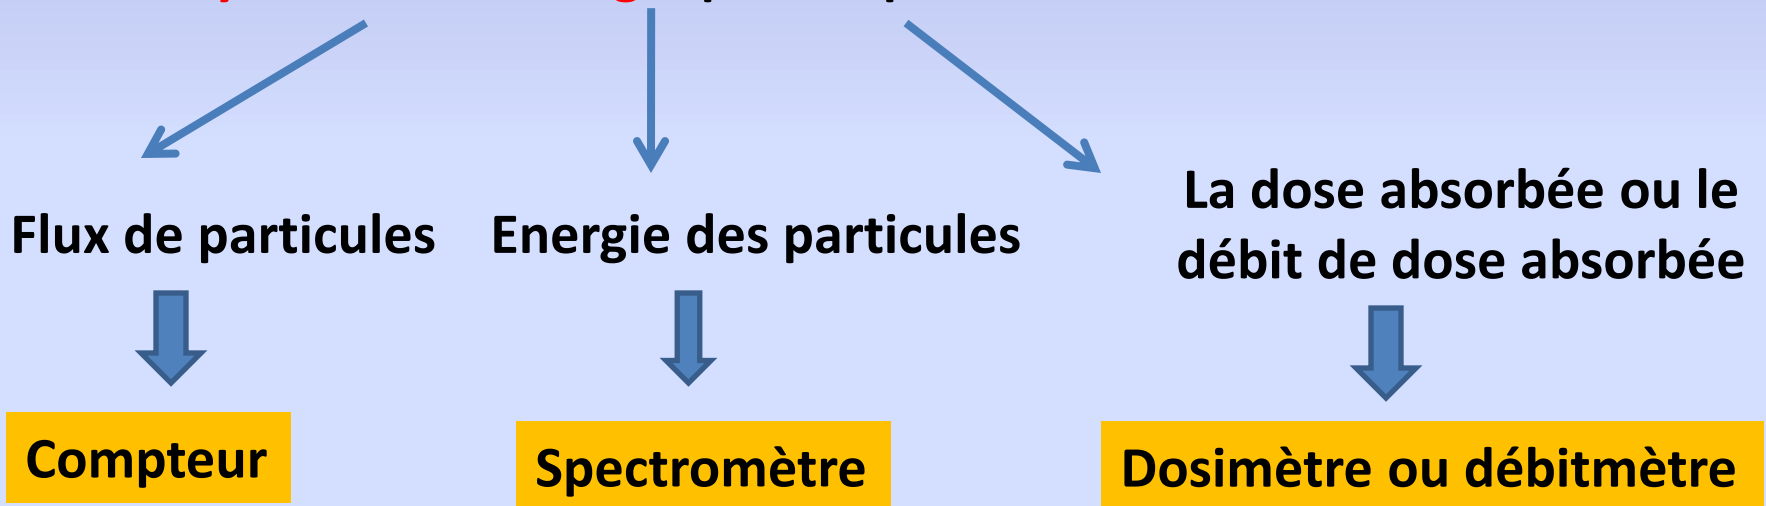 Flux de particules
Energie des particules
La dose absorbée ou le
débit de dose absorbée
Compteur
Spectromètre
Dosimètre ou débitmètre